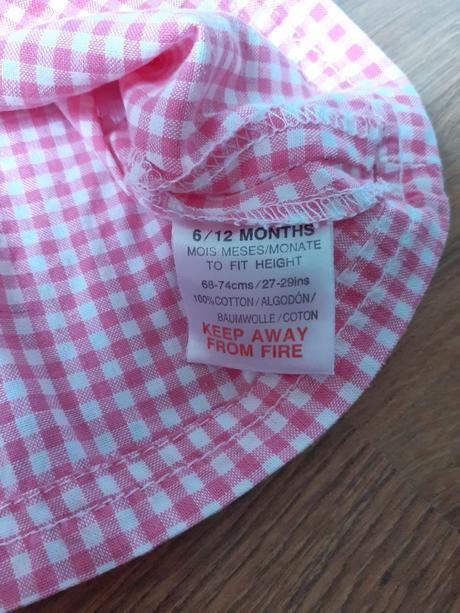 6/12 MONTHS
MOIS MESES/MONATE
TO FIT HEIGHT
68-74cms/27-29ins
100% COTTON/ALGODÓN/
BAUMWOLLE/COTON
KEEP AWAY
FROM FIRE